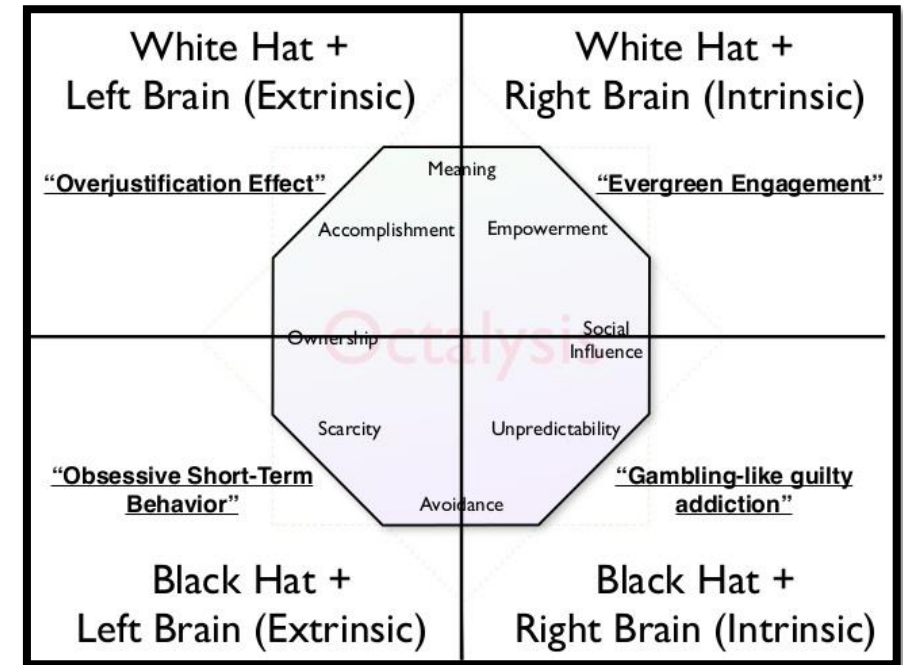 White Hat +
Left Brain (Extrinsic)
White Hat +
Right Brain (Intrinsic)
“Overjustification Effect”
“Evergreen Engagement”
Meaning
Accomplishment
Empowerment
Octalysis
Ownership
Social
Influence
Scarcity
Unpredictability
“Obsessive Short-Term
Behavior”
“Gambling-like guilty
addiction”
Avoidance
Black Hat +
Left Brain (Extrinsic)
Black Hat +
Right Brain (Intrinsic)